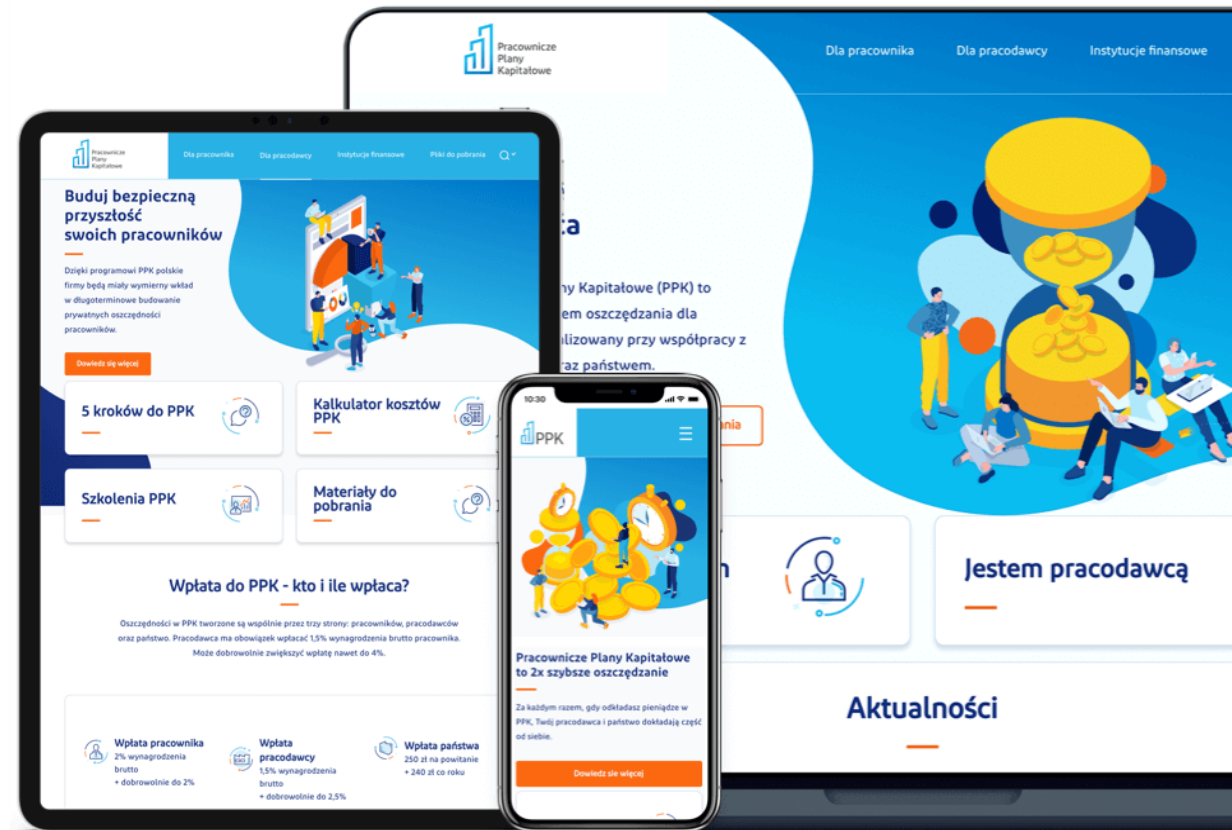 Pracownicze
Plany
Kapitałowe
Dla pracownika
Dla pracodawcy
Instytucje finansowe
ny Kapitałowe (PPK) to
em oszczędzania dla
lizowany przy współpracy z
raz państwem.
Jestem pracodawcą
Aktualności
Pracownicze
Plany
Kapitałowe
Dla pracownika
Dla pracodawcy
Instytucje finansowe
Pliki do pobrania
Buduj bezpieczną
przyszłość
swoich pracowników
Dzięki programowi PPK polskie
firmy będą miały wymierny wkład
w długoterminowe budowanie
prywatnych oszczędności
pracowników.
Dowiedz się więcej
5 kroków do PPK
Kalkulator kosztów
PPK
Szkolenia PPK
Materiały do
pobrania
Wpłata do PPK - kto i ile wpłaca?
Oszczędności w PPK tworzone są wspólnie przez trzy strony: pracowników, pracodawców
oraz państwo. Pracodawca ma obowiązek wpłacać 1,5% wynagrodzenia brutto pracownika.
Może dobrowolnie zwiększyć wpłatę nawet do 4%.
Wpłata pracownika
2% wynagrodzenia
brutto
+ dobrowolnie do 2%
Wpłata
pracodawcy
1,5% wynagrodzenia
brutto
+ dobrowolnie do 2,5%
Wpłata państwa
250 zł na powitanie
+ 240 zł co roku
10:30
PPK
Pracownicze Plany Kapitałowe
to 2x szybsze oszczędzanie
Za każdym razem, gdy odkładasz pieniądze w
PPK, Twój pracodawca i państwo dokładają część
od siebie.
Dowiedz sie więcej